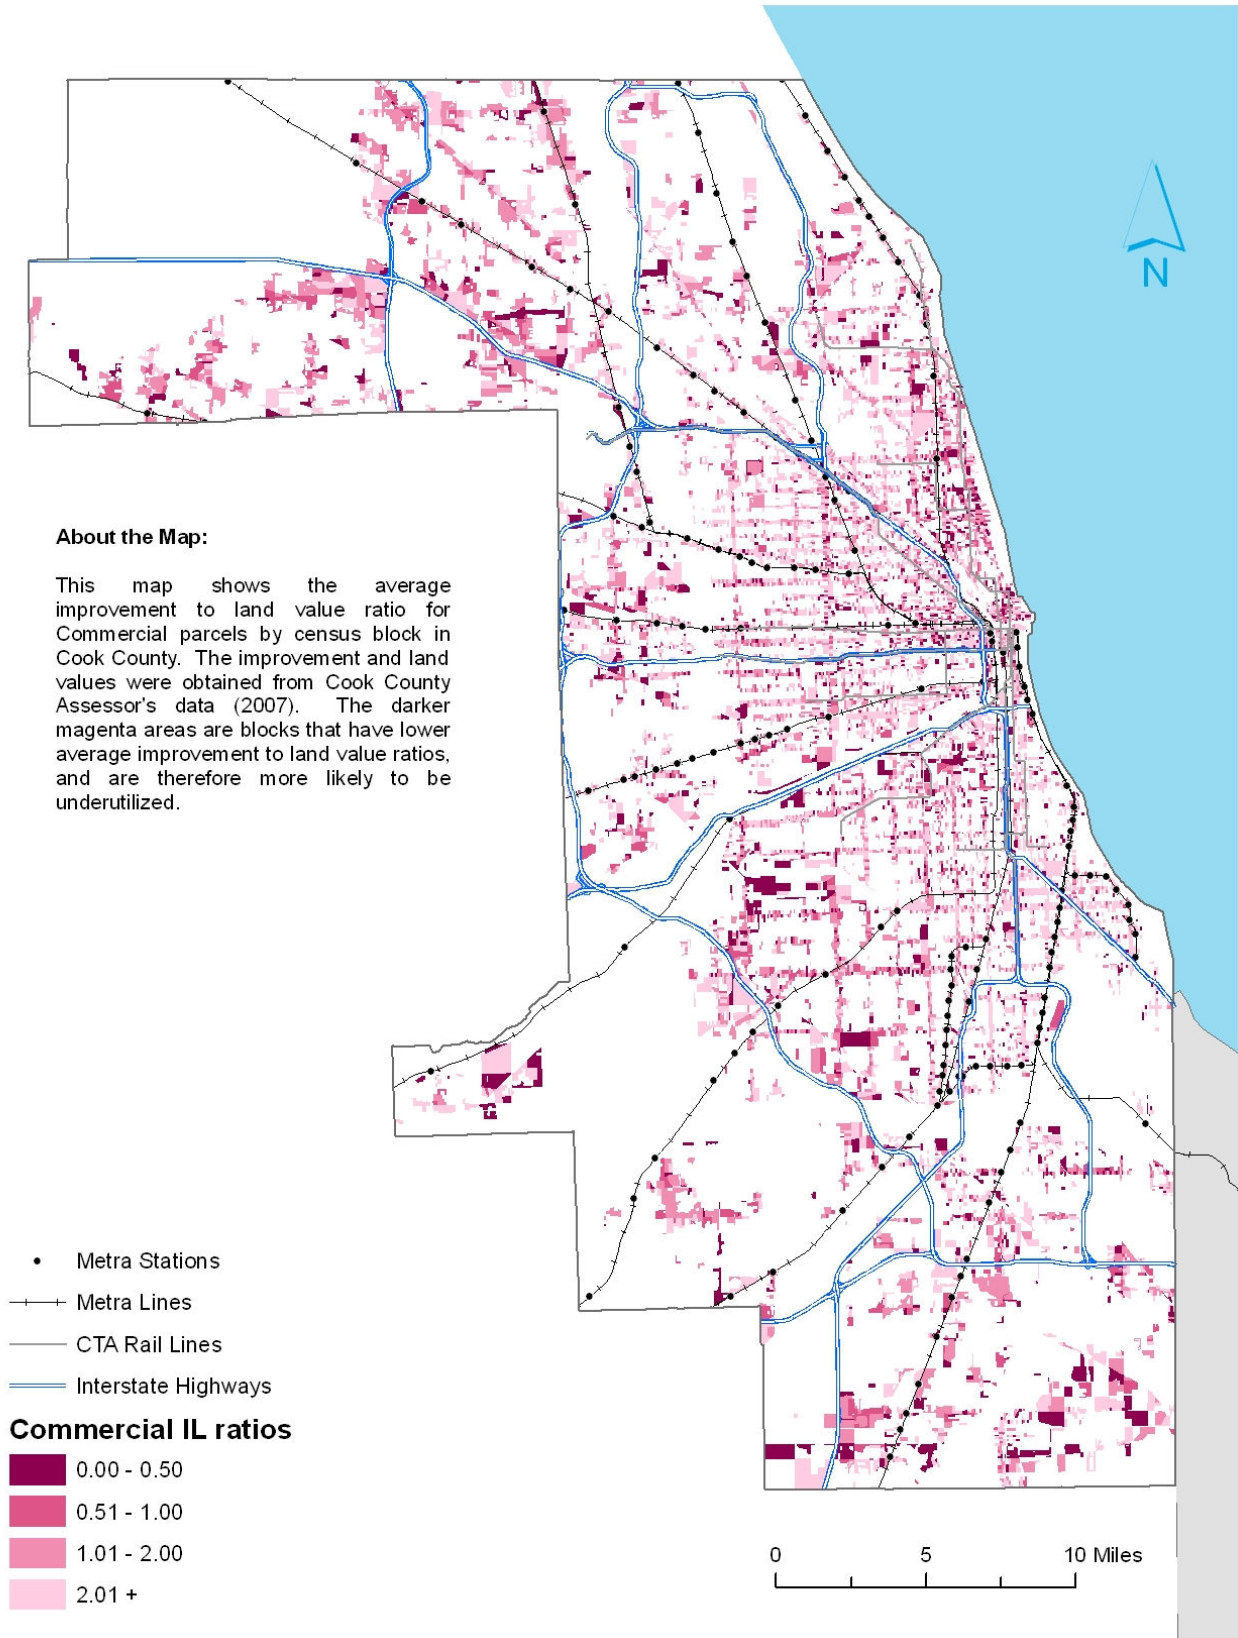 N
About the Map:
This map shows the average
improvement to land value ratio for
Commercial parcels by census block in
Cook County. The improvement and land
values were obtained from Cook County
Assessor's data (2007). The darker
magenta areas are blocks that have lower
average improvement to land value ratios,
and are therefore more likely to be
underutilized.
Metra Stations
Metra Lines
CTA Rail Lines
Interstate Highways
Commercial IL ratios
0.00 - 0.50
0.51 - 1.00
1.01 - 2.00
2.01 +
0 5 10 Miles